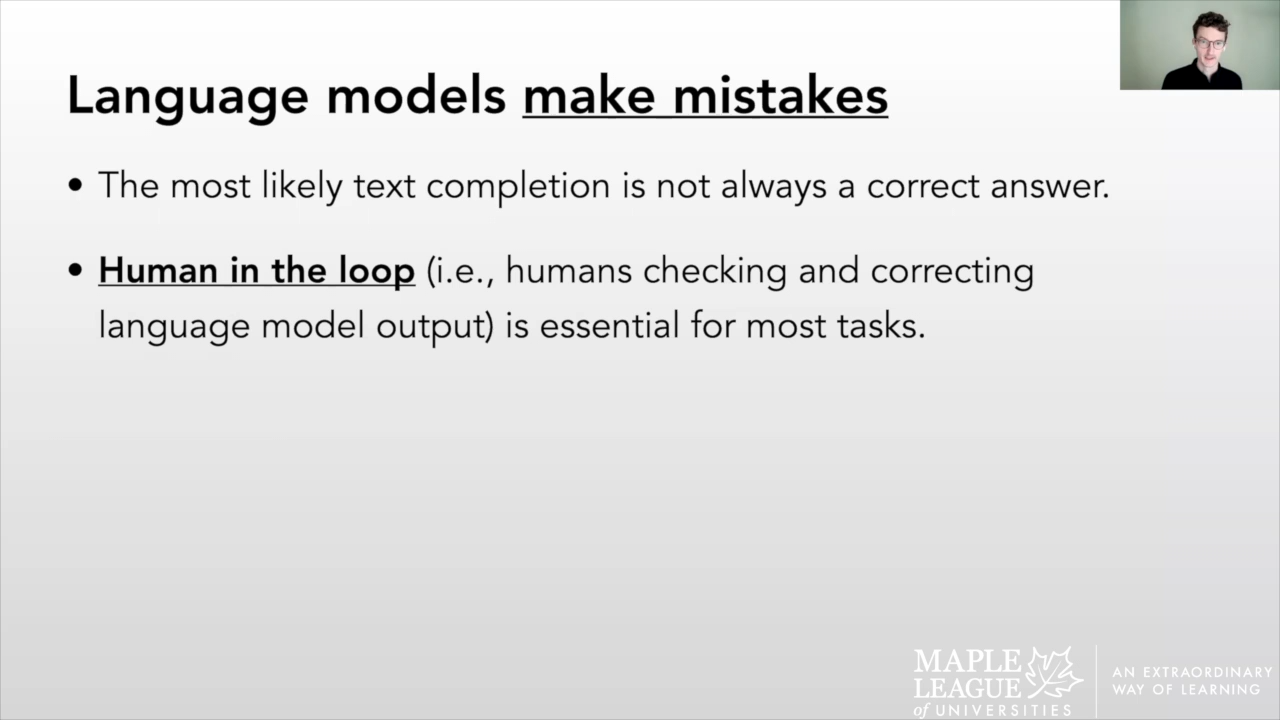 Language models make mistakes
• The most likely text completion is not always a correct answer.
• Human in the loop (i.e., humans checking and correcting
language model output) is essential for most tasks.
MAPLE
LEAGUE
of UNIVERSITIES
AN EXTRAORDINARY
WAY OF LEARNING